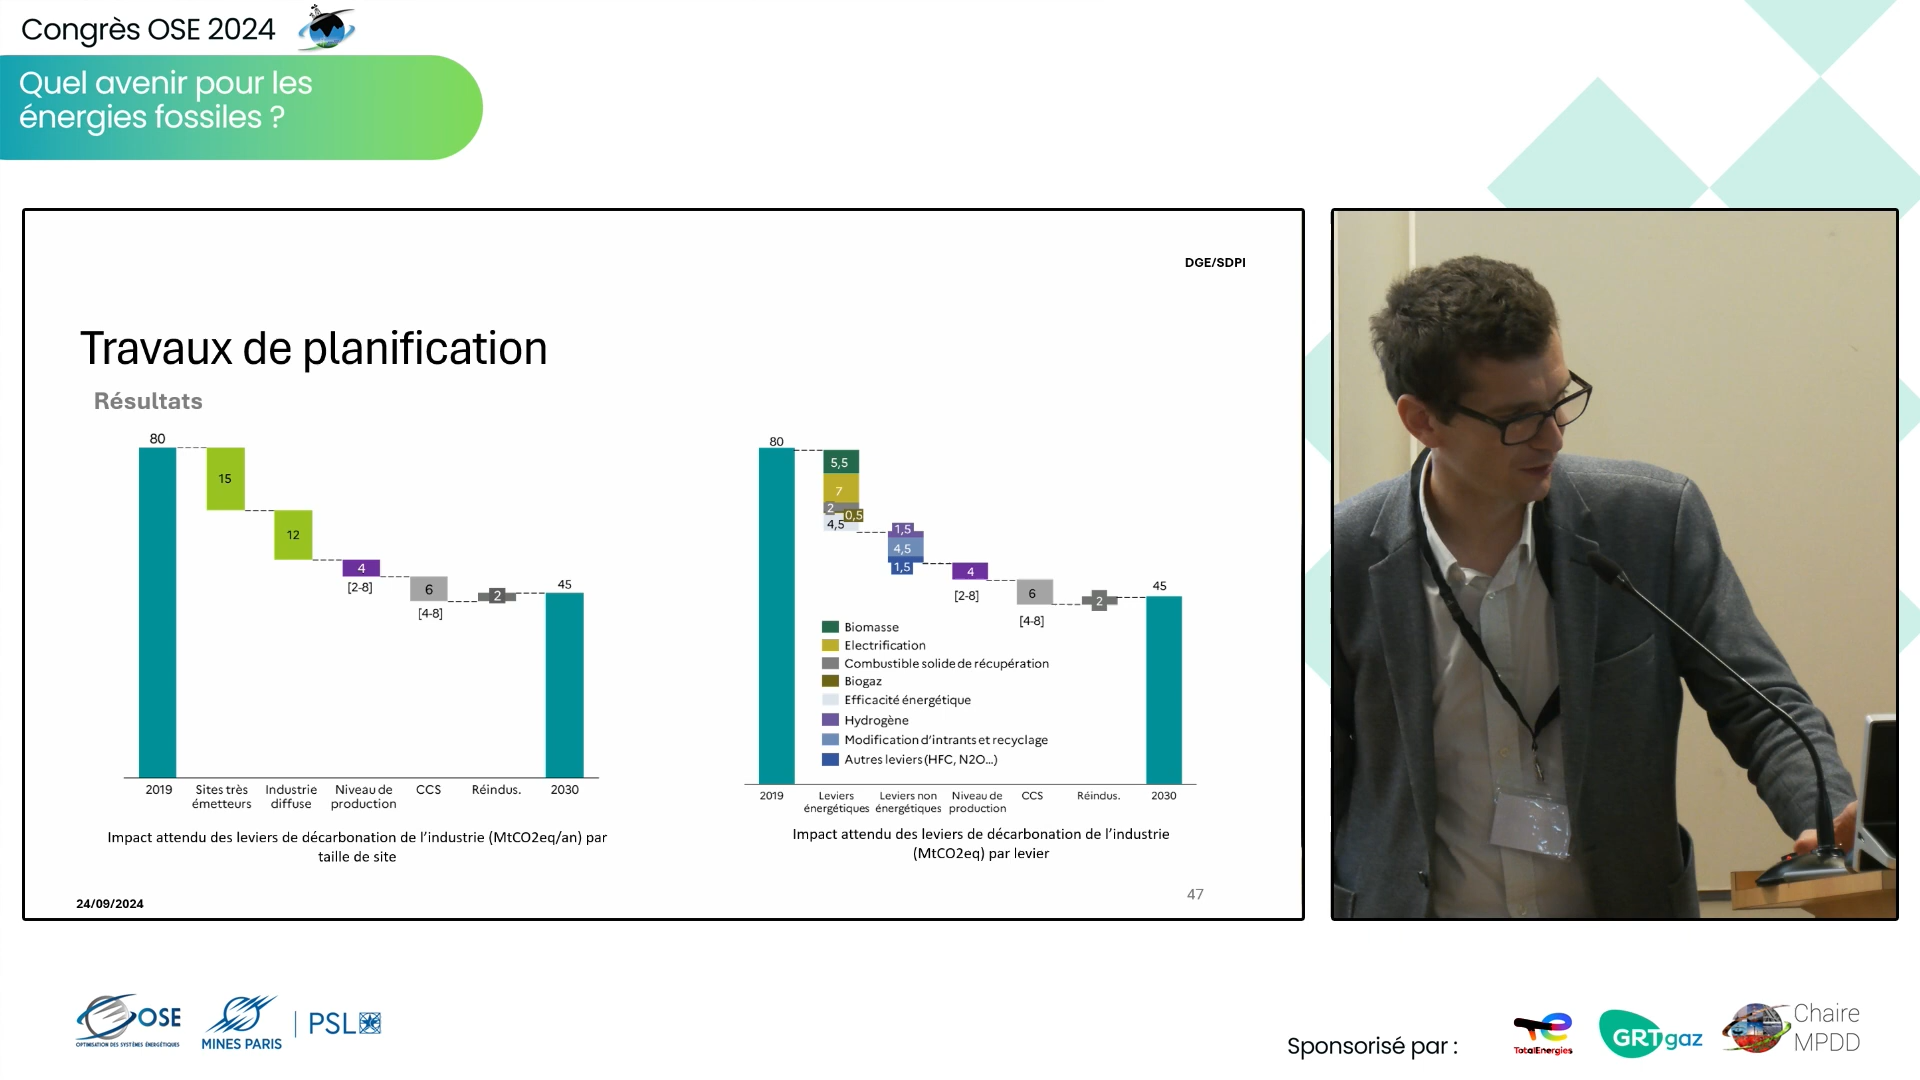 Congrès OSE 2024
Quel avenir pour les
énergies fossiles ?
DGE/SDPI
Travaux de planification
Résultats
80
15
12
4
[2-8]
6
[4-8]
2
45
2019
Sites très
émetteurs
Industrie
diffuse
Niveau de
production
CCS
Réindus.
2030
Impact attendu des leviers de décarbonation de l'industrie (MtCO2eq/an) par
taille de site
80
5,5
7
2
0,5
4,5
1,5
4,5
1,5
4
[2-8]
6
[4-8]
2
45
Biomasse
Electrification
Combustible solide de récupération
Biogaz
Efficacité énergétique
Hydrogène
Modification d'intrants et recyclage
Autres leviers (HFC, N2O...)
2019
Leviers
énergétiques
Leviers non
énergétiques
Niveau de
production
CCS
Réindus.
2030
Impact attendu des leviers de décarbonation de l'industrie
(MtCO2eq) par levier
24/09/2024
47
OSE
OPTIMISATION DES SYSTÈMES ÉNERGÉTIQUES
MINES PARIS
PSL
Sponsorisé par :
TotalEnergies
GRTgaz
Chaire
MPDD